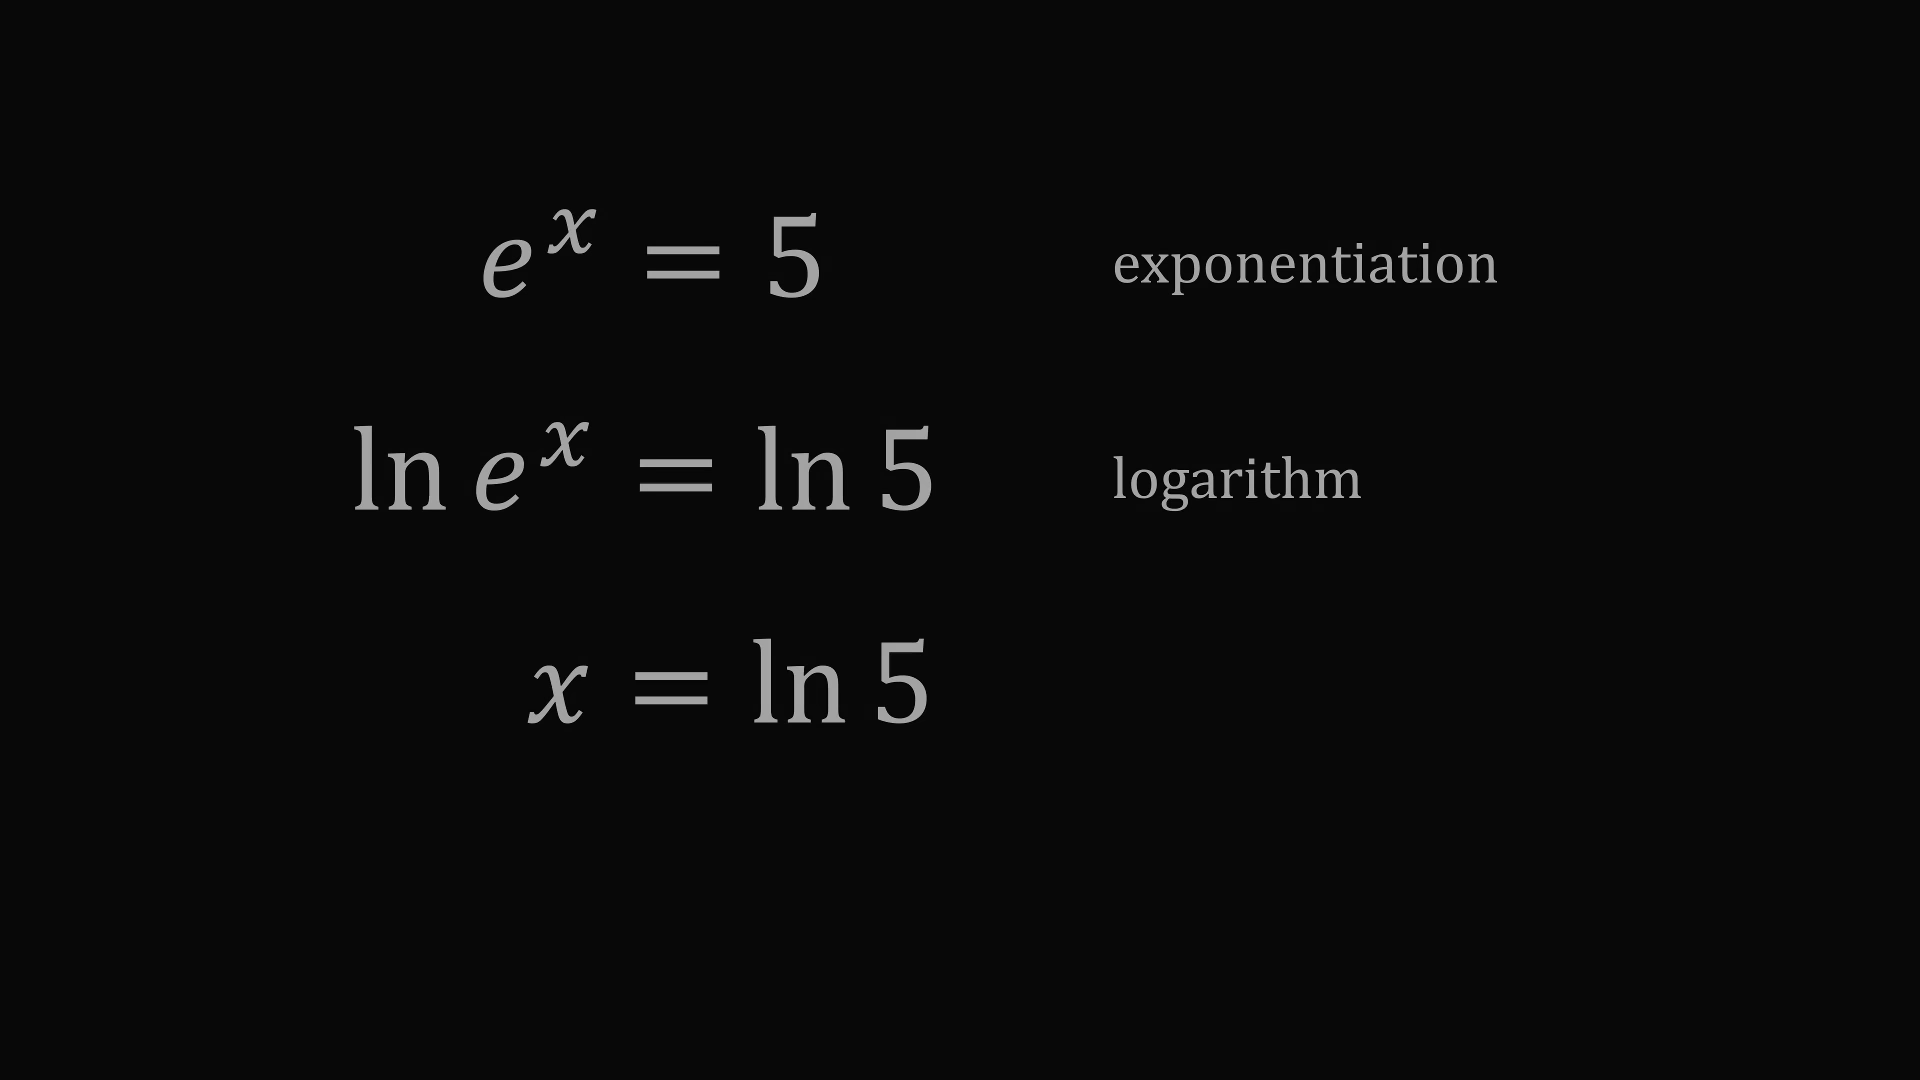 e^x = 5 exponentiation
ln e^x = ln 5 logarithm
x = ln 5